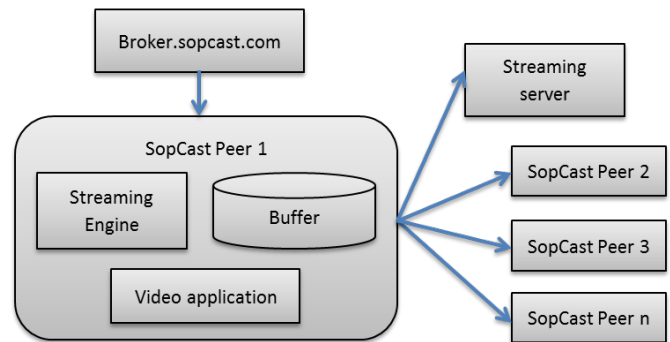 Broker.sopcast.com
Streaming
server
SopCast Peer 1
Streaming
Engine
Buffer
Video application
SopCast Peer 2
SopCast Peer 3
SopCast Peer n